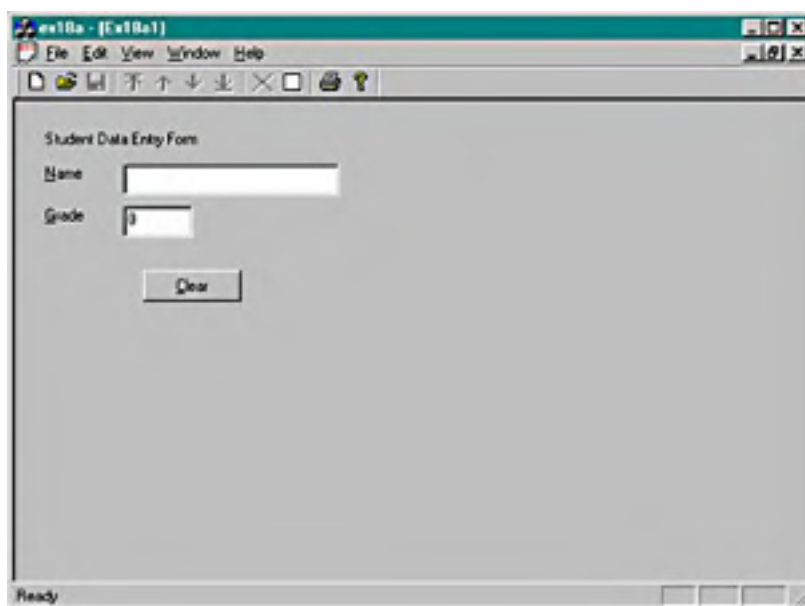 ex18a - [Ex18a1]
File Edit View Window Help
Student Data Entry Form
Name
Grade 0
Clear
Ready